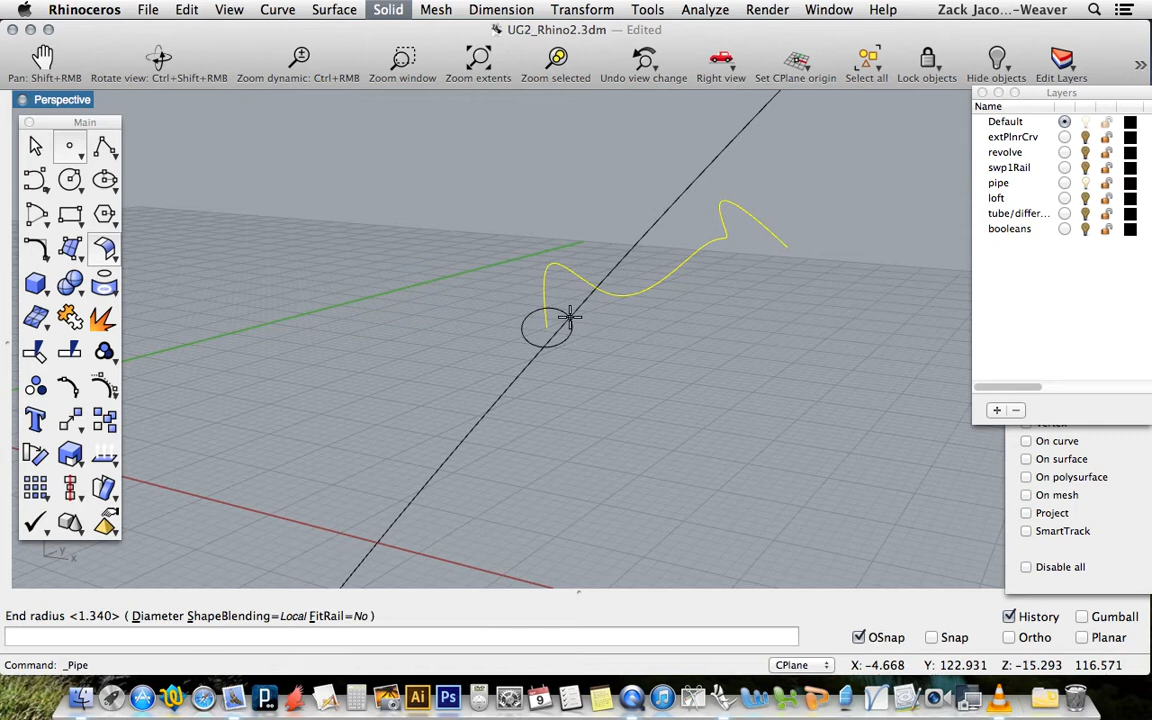 Rhinoceros File Edit View Curve Surface Solid Mesh Dimension Transform Tools Analyze Render Window Help Zack Jaco...-Weaver
UG2_Rhino2.3dm — Edited
Pan: Shift+RMB Rotate view: Ctrl+Shift+RMB Zoom dynamic: Ctrl+RMB Zoom window Zoom extents Zoom selected Undo view change Right view Set CPlane origin Select all Lock objects Hide objects Edit Layers
Perspective
Layers
Name
Main
Default
extPlnrCrv
revolve
swp1Rail
pipe
loft
tube/differ...
booleans
On curve
On surface
On polysurface
On mesh
Project
SmartTrack
Disable all
y
x
End radius <1.340> ( Diameter ShapeBlending=Local FitRail=No )
History Gumball
OSnap Snap Ortho Planar
Command: _Pipe
CPlane X: -4.668 Y: 122.931 Z: -15.293 116.571
Ai Ps